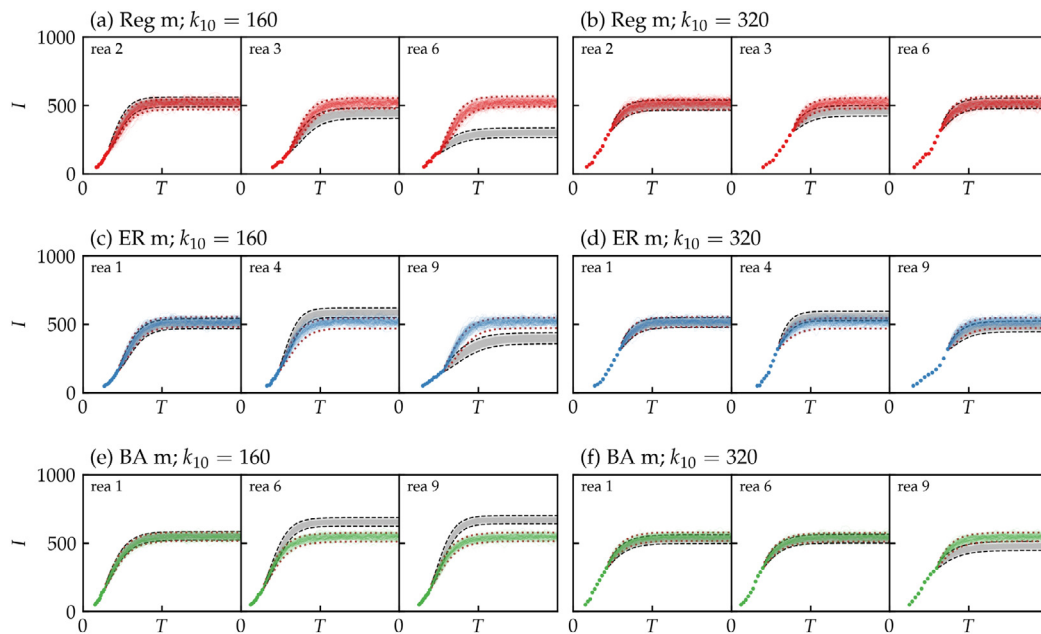 (a) Reg m; k₁₀ = 160
(b) Reg m; k₁₀ = 320
1000
rea 2
rea 3
rea 6
rea 2
rea 3
rea 6
I
500
0
0
T
0
T
0
T
0
T
0
T
0
T
(c) ER m; k₁₀ = 160
(d) ER m; k₁₀ = 320
1000
rea 1
rea 4
rea 9
rea 1
rea 4
rea 9
I
500
0
0
T
0
T
0
T
0
T
0
T
0
T
(e) BA m; k₁₀ = 160
(f) BA m; k₁₀ = 320
1000
rea 1
rea 6
rea 9
rea 1
rea 6
rea 9
I
500
0
0
T
0
T
0
T
0
T
0
T
0
T